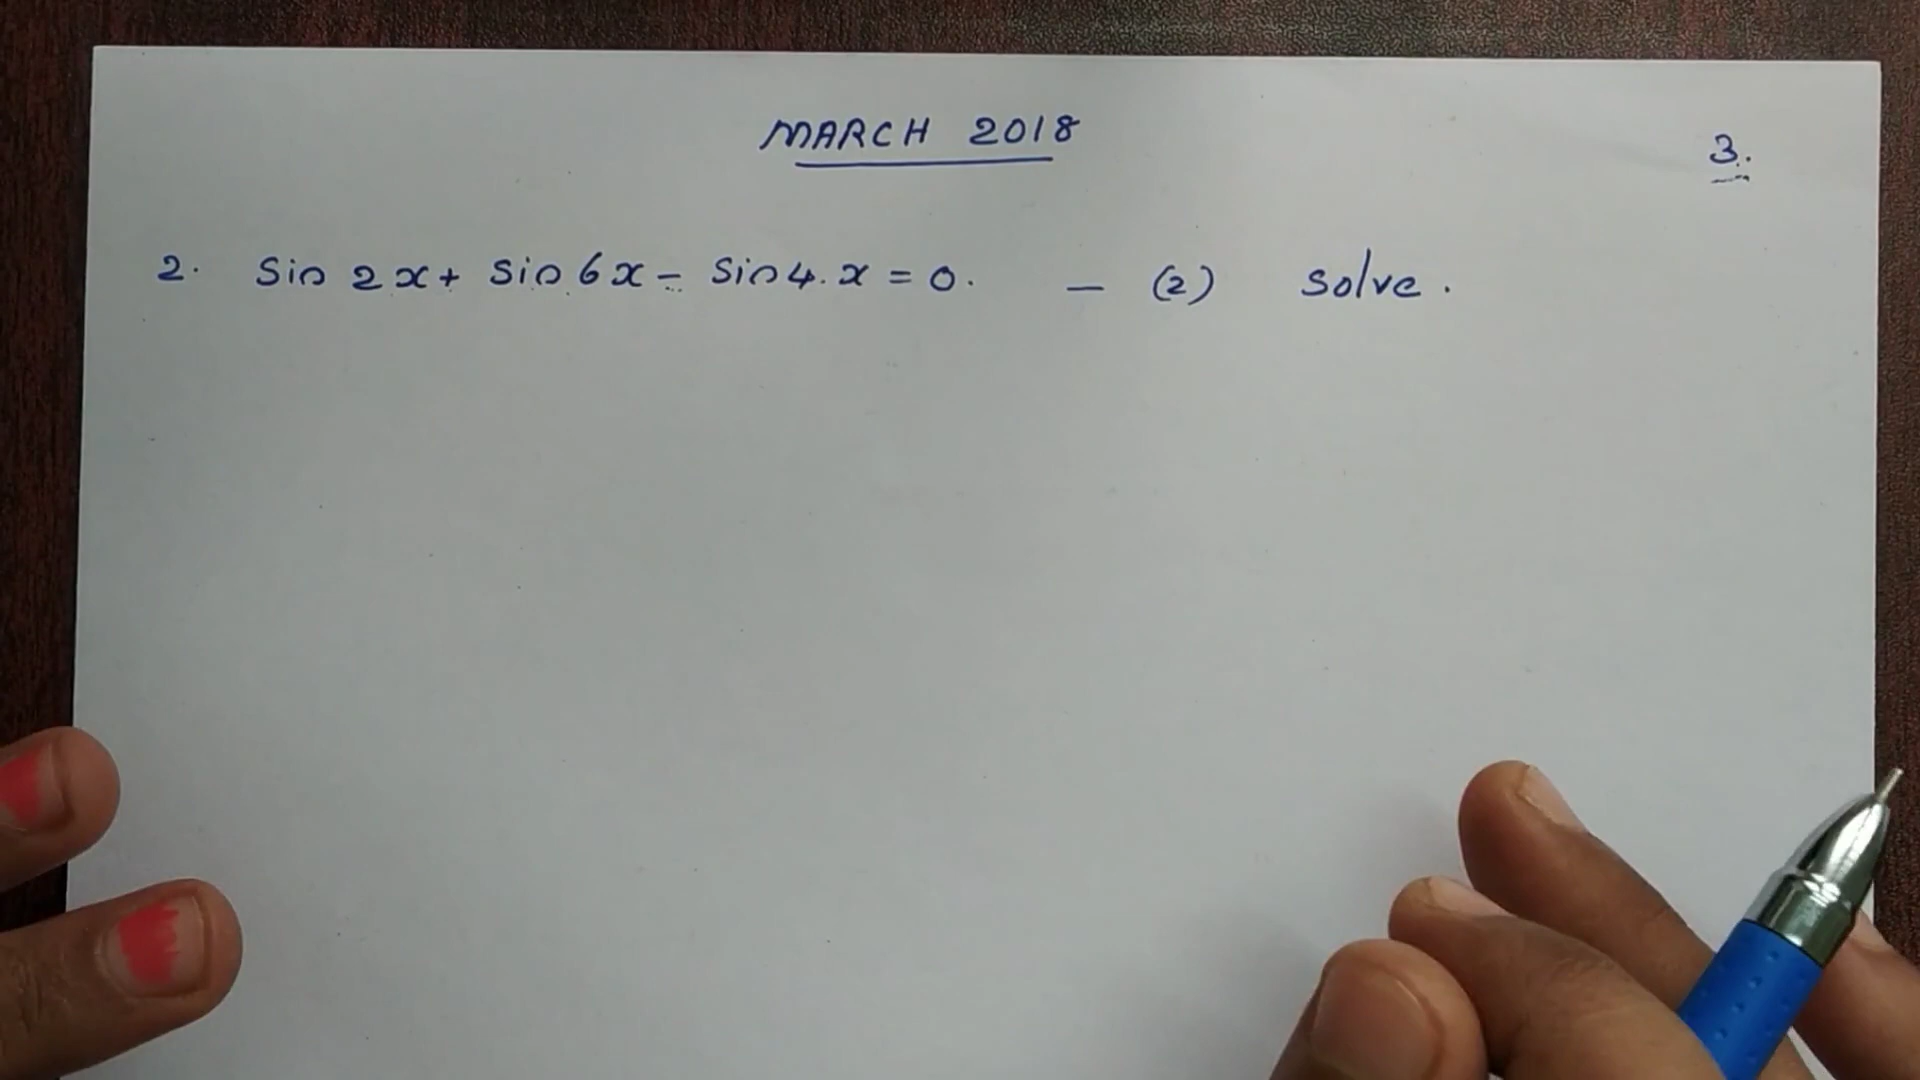 MARCH 2018
3.
2. Sin 2x + Sin 6x - Sin 4.x = 0. - (2) Solve.